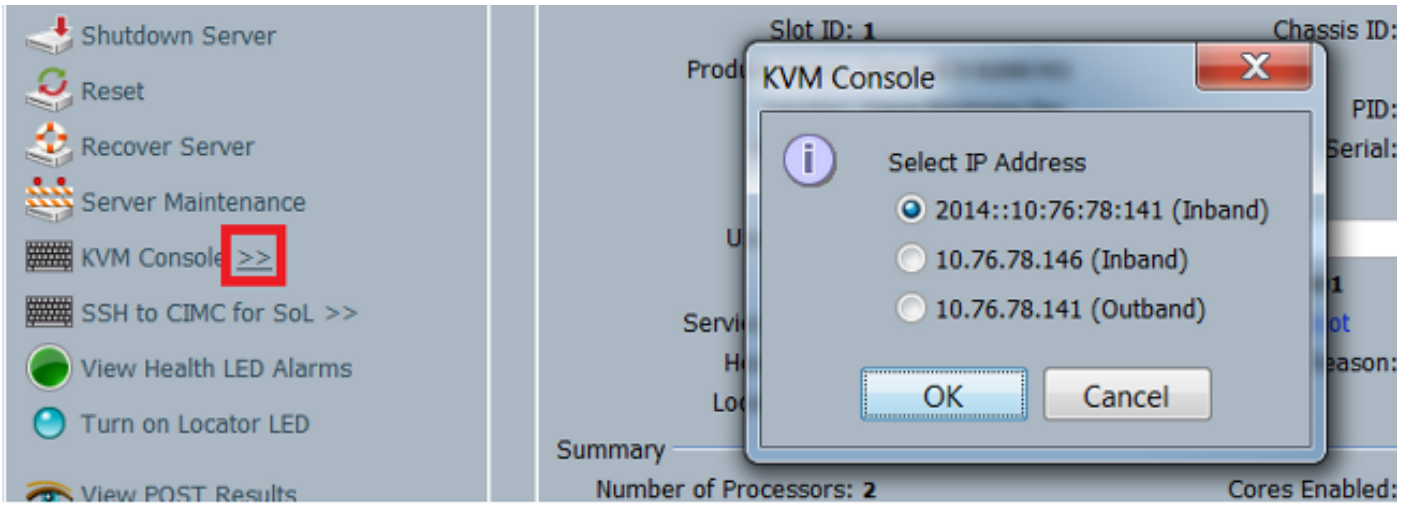 Shutdown Server
Reset
Recover Server
Server Maintenance
KVM Console >>
SSH to CIMC for SoL >>
View Health LED Alarms
Turn on Locator LED
View POST Results
Slot ID: 1
Chassis ID:
PID:
Serial:
1
Summary
Number of Processors: 2
Cores Enabled:
KVM Console
Select IP Address
2014::10:76:78:141 (Inband)
10.76.78.146 (Inband)
10.76.78.141 (Outband)
OK
Cancel